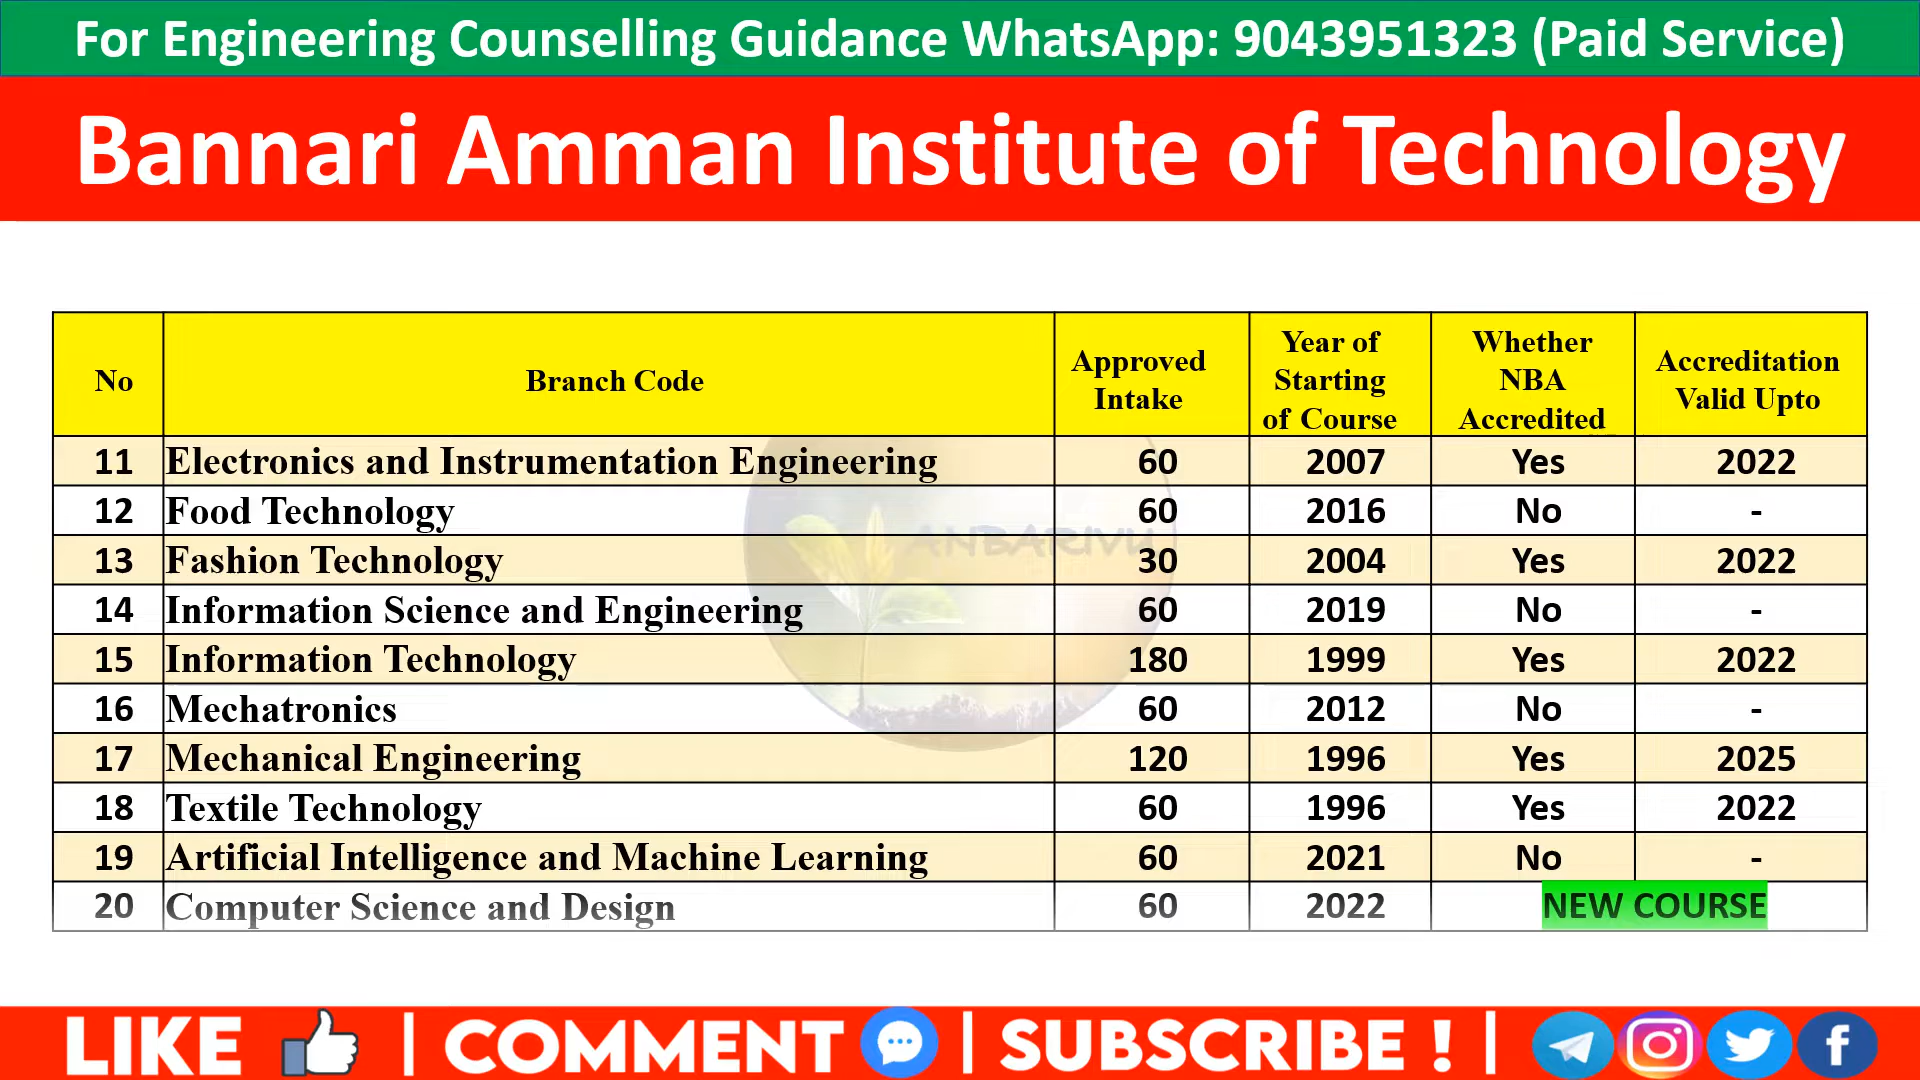 For Engineering Counselling Guidance WhatsApp: 9043951323 (Paid Service)
Bannari Amman Institute of Technology
No | Branch Code | Approved Intake | Year of Starting of Course | Whether NBA Accredited | Accreditation Valid Upto
11 Electronics and Instrumentation Engineering 60 2007 Yes 2022
12 Food Technology 60 2016 No -
13 Fashion Technology 30 2004 Yes 2022
14 Information Science and Engineering 60 2019 No -
15 Information Technology 180 1999 Yes 2022
16 Mechatronics 60 2012 No -
17 Mechanical Engineering 120 1996 Yes 2025
18 Textile Technology 60 1996 Yes 2022
19 Artificial Intelligence and Machine Learning 60 2021 No -
20 Computer Science and Design 60 2022 NEW COURSE
ANBARIVU
LIKE | COMMENT | SUBSCRIBE ! |